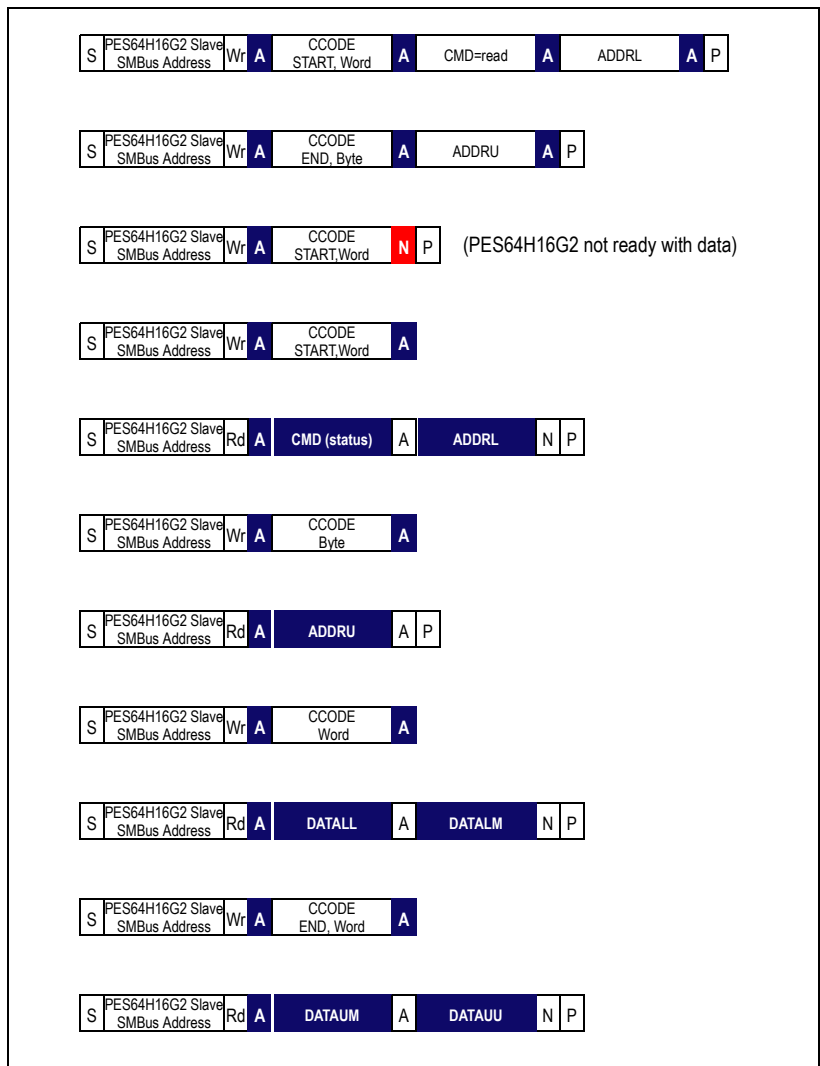 S PES64H16G2 Slave SMBus Address Wr A CCODE START, Word A CMD=read A ADDRL A P
S PES64H16G2 Slave SMBus Address Wr A CCODE END, Byte A ADDRU A P
S PES64H16G2 Slave SMBus Address Wr A CCODE START,Word N P (PES64H16G2 not ready with data)
S PES64H16G2 Slave SMBus Address Wr A CCODE START,Word A
S PES64H16G2 Slave SMBus Address Rd A CMD (status) A ADDRL N P
S PES64H16G2 Slave SMBus Address Wr A CCODE Byte A
S PES64H16G2 Slave SMBus Address Rd A ADDRU A P
S PES64H16G2 Slave SMBus Address Wr A CCODE Word A
S PES64H16G2 Slave SMBus Address Rd A DATALL A DATALM N P
S PES64H16G2 Slave SMBus Address Wr A CCODE END, Word A
S PES64H16G2 Slave SMBus Address Rd A DATAUM A DATAUU N P